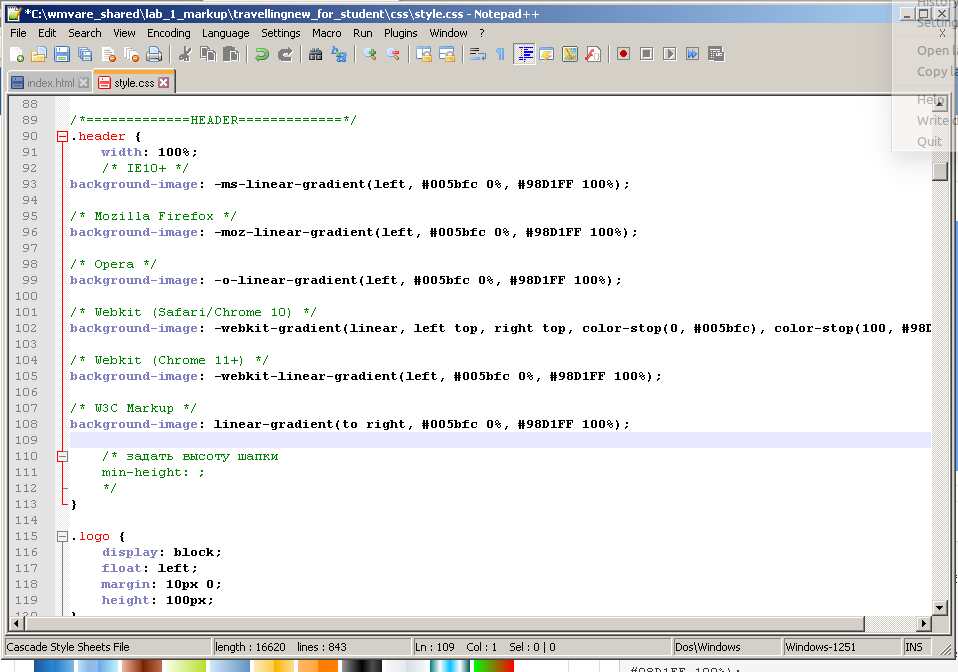 *C:\wmvare_shared\lab_1_markup\travellingnew_for_student\css\style.css - Notepad++
File Edit Search View Encoding Language Settings Macro Run Plugins Window ? X
History
Setting
Open la
Copy la
Help
Write d
Quit
index.html style.css
88
89 /*=============HEADER=============*/
90 .header {
91 width: 100%;
92 /* IE10+ */
93 background-image: -ms-linear-gradient(left, #005bfc 0%, #98D1FF 100%);
94
95 /* Mozilla Firefox */
96 background-image: -moz-linear-gradient(left, #005bfc 0%, #98D1FF 100%);
97
98 /* Opera */
99 background-image: -o-linear-gradient(left, #005bfc 0%, #98D1FF 100%);
100
101 /* Webkit (Safari/Chrome 10) */
102 background-image: -webkit-gradient(linear, left top, right top, color-stop(0, #005bfc), color-stop(100, #98D
103
104 /* Webkit (Chrome 11+) */
105 background-image: -webkit-linear-gradient(left, #005bfc 0%, #98D1FF 100%);
106
107 /* W3C Markup */
108 background-image: linear-gradient(to right, #005bfc 0%, #98D1FF 100%);
109
110 /* задать высоту шапки
111 min-height: ;
112 */
113 }
114
115 .logo {
116 display: block;
117 float: left;
118 margin: 10px 0;
119 height: 100px;
120 }
Cascade Style Sheets File length : 16620 lines : 843 Ln : 109 Col : 1 Sel : 0 | 0 Dos\Windows Windows-1251 INS
#98D1FF 100%);